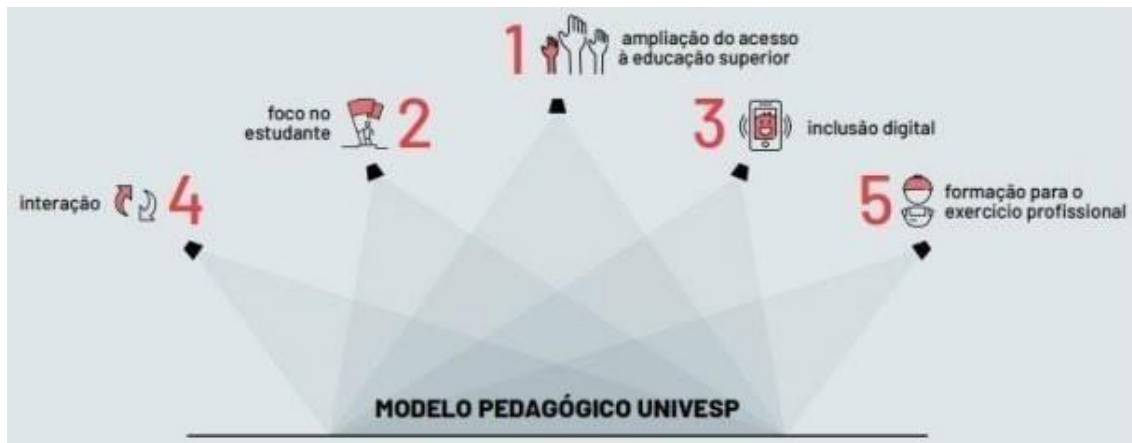 1
ampliação do acesso
à educação superior
foco no
estudante
2
3
inclusão digital
interação
4
5
formação para o
exercício profissional
MODELO PEDAGÓGICO UNIVESP